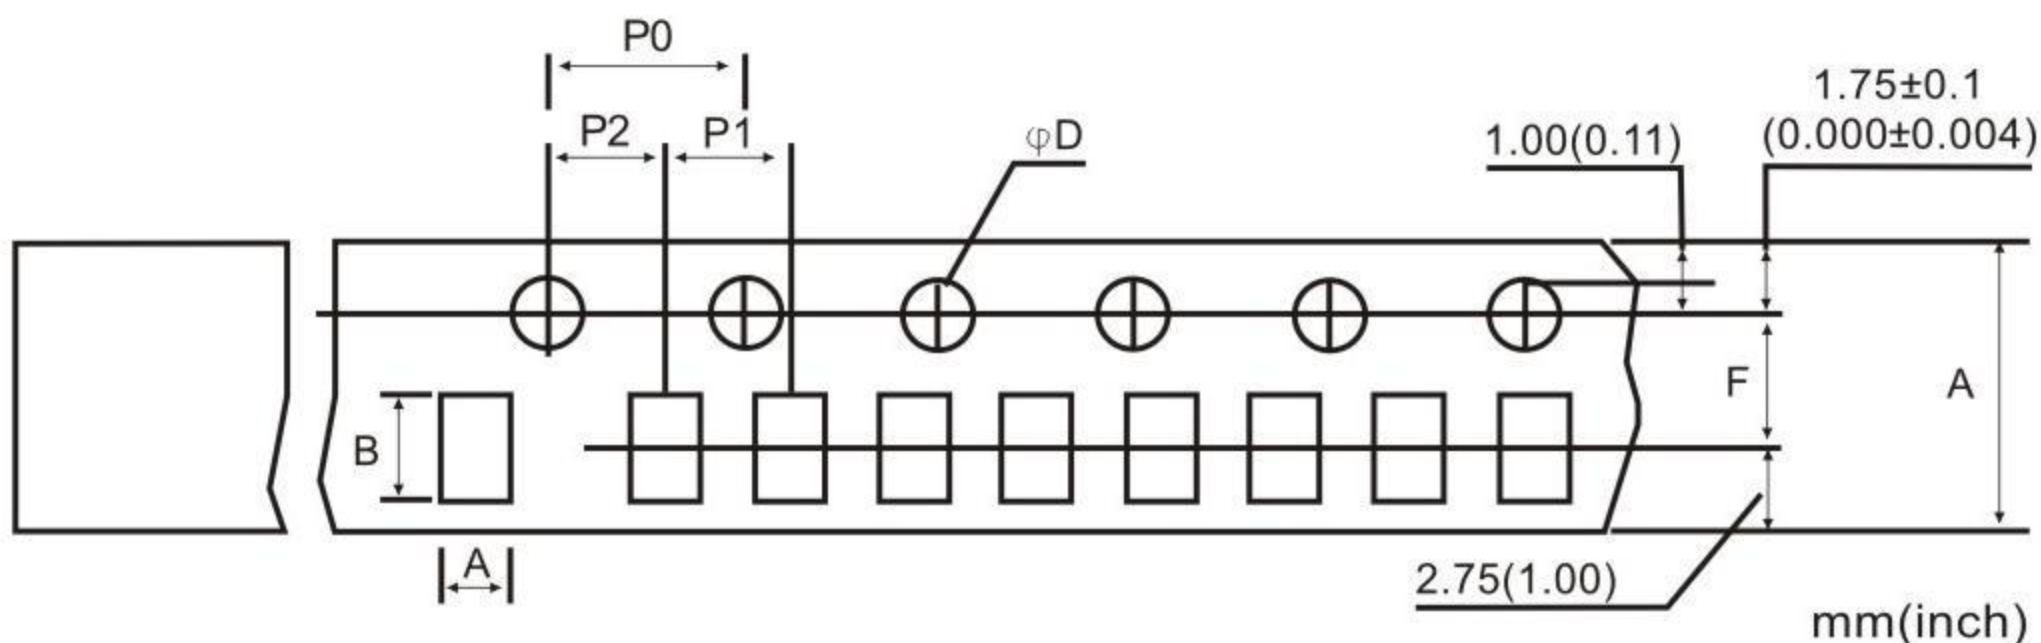 P0
P2
P1
φD
1.00(0.11)
1.75±0.1
(0.000±0.004)
F
A
B
A
2.75(1.00)
mm(inch)